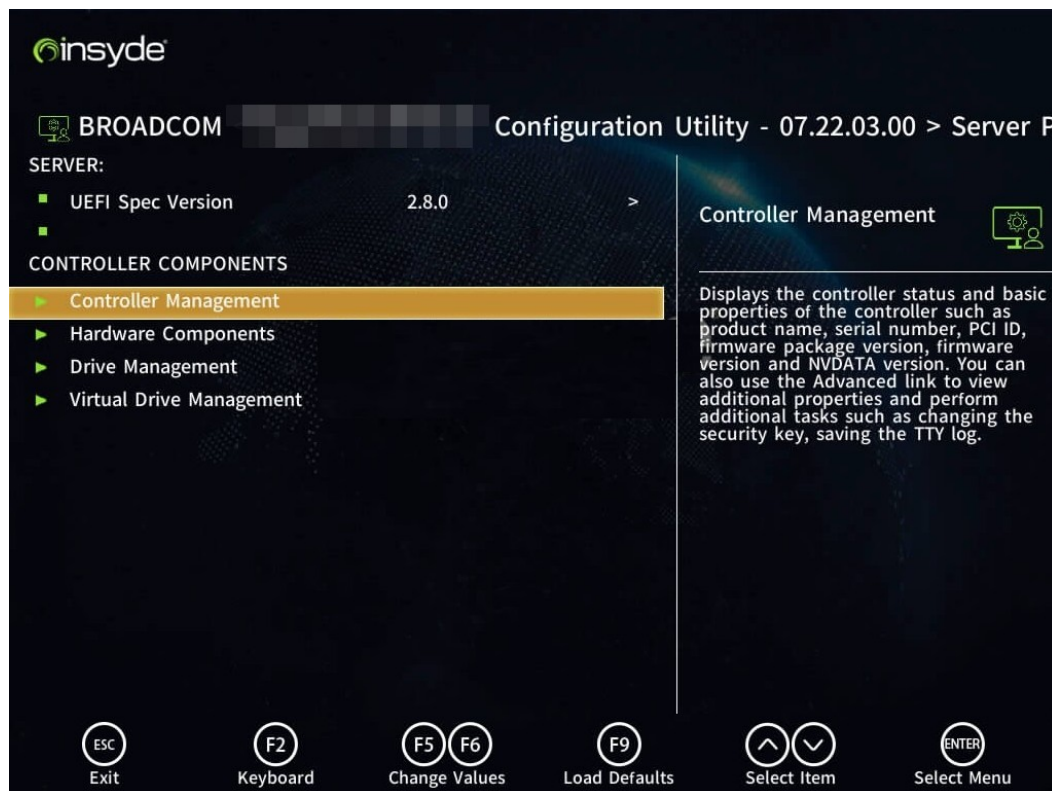 insyde
BROADCOM Configuration Utility - 07.22.03.00 > Server P
SERVER:
UEFI Spec Version 2.8.0 >
CONTROLLER COMPONENTS
Controller Management
Hardware Components
Drive Management
Virtual Drive Management
Controller Management
Displays the controller status and basic
properties of the controller such as
product name, serial number, PCI ID,
firmware package version, firmware
version and NVDATA version. You can
also use the Advanced link to view
additional properties and perform
additional tasks such as changing the
security key, saving the TTY log.
ESC
Exit
F2
Keyboard
F5 F6
Change Values
F9
Load Defaults
Select Item
ENTER
Select Menu